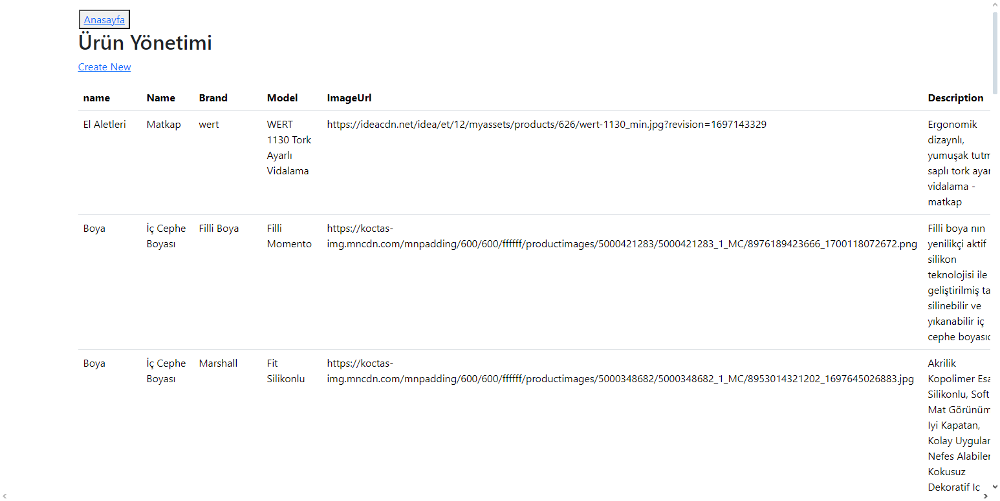 Anasayfa
Ürün Yönetimi
Create New
name Name Brand Model ImageUrl Description
El Aletleri Matkap wert WERT 1130 Tork Ayarlı Vidalama https://ideacdn.net/idea/et/12/myassets/products/626/wert-1130_min.jpg?revision=1697143329 Ergonomik
dizaynlı,
yumuşak tutm
saplı tork ayar
vidalama -
matkap
Boya İç Cephe Boyası Filli Boya Filli Momento https://koctas-img.mncdn.com/mnpadding/600/600/ffffff/productimages/5000421283/5000421283_1_MC/8976189423666_1700118072672.png Filli boya nın
yenilikçi aktif
silikon
teknolojisi ile
geliştirilmiş ta
silinebilir ve
yıkanabilir iç
cephe boyasıd
Boya İç Cephe Boyası Marshall Fit Silikonlu https://koctas-img.mncdn.com/mnpadding/600/600/ffffff/productimages/5000348682/5000348682_1_MC/8953014321202_1697645026883.jpg Akrilik
Kopolimer Esa
Silikonlu, Soft
Mat Görünüm
Iyi Kapatan,
Kolay Uygular
Nefes Alabiler
Kokusuz
Dekoratif Ic